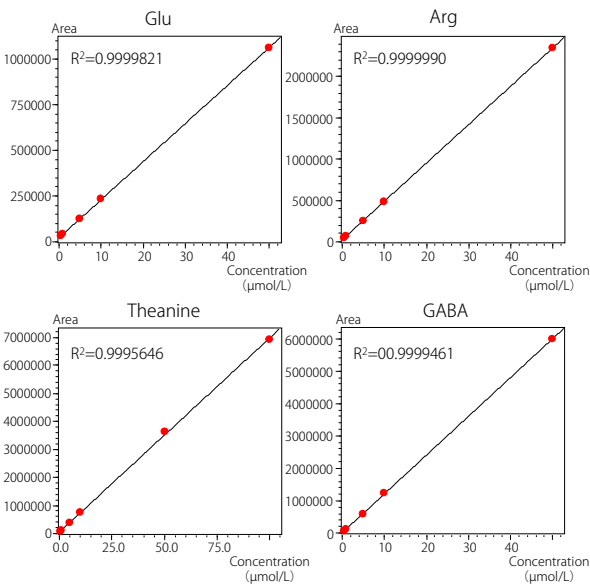 Glu
Area
R²=0.9999821
1000000
750000
500000
250000
0
0 10 20 30 40
Concentration
(μmol/L)
Arg
Area
R²=0.9999990
2000000
1500000
1000000
500000
0
0 10 20 30 40
Concentration
(μmol/L)
Theanine
Area
R²=0.9995646
7000000
6000000
5000000
4000000
3000000
2000000
1000000
0
0.0 25.0 50.0 75.0
Concentration
(μmol/L)
GABA
Area
R²=00.9999461
6000000
5000000
4000000
3000000
2000000
1000000
0
0 10 20 30 40
Concentration
(μmol/L)